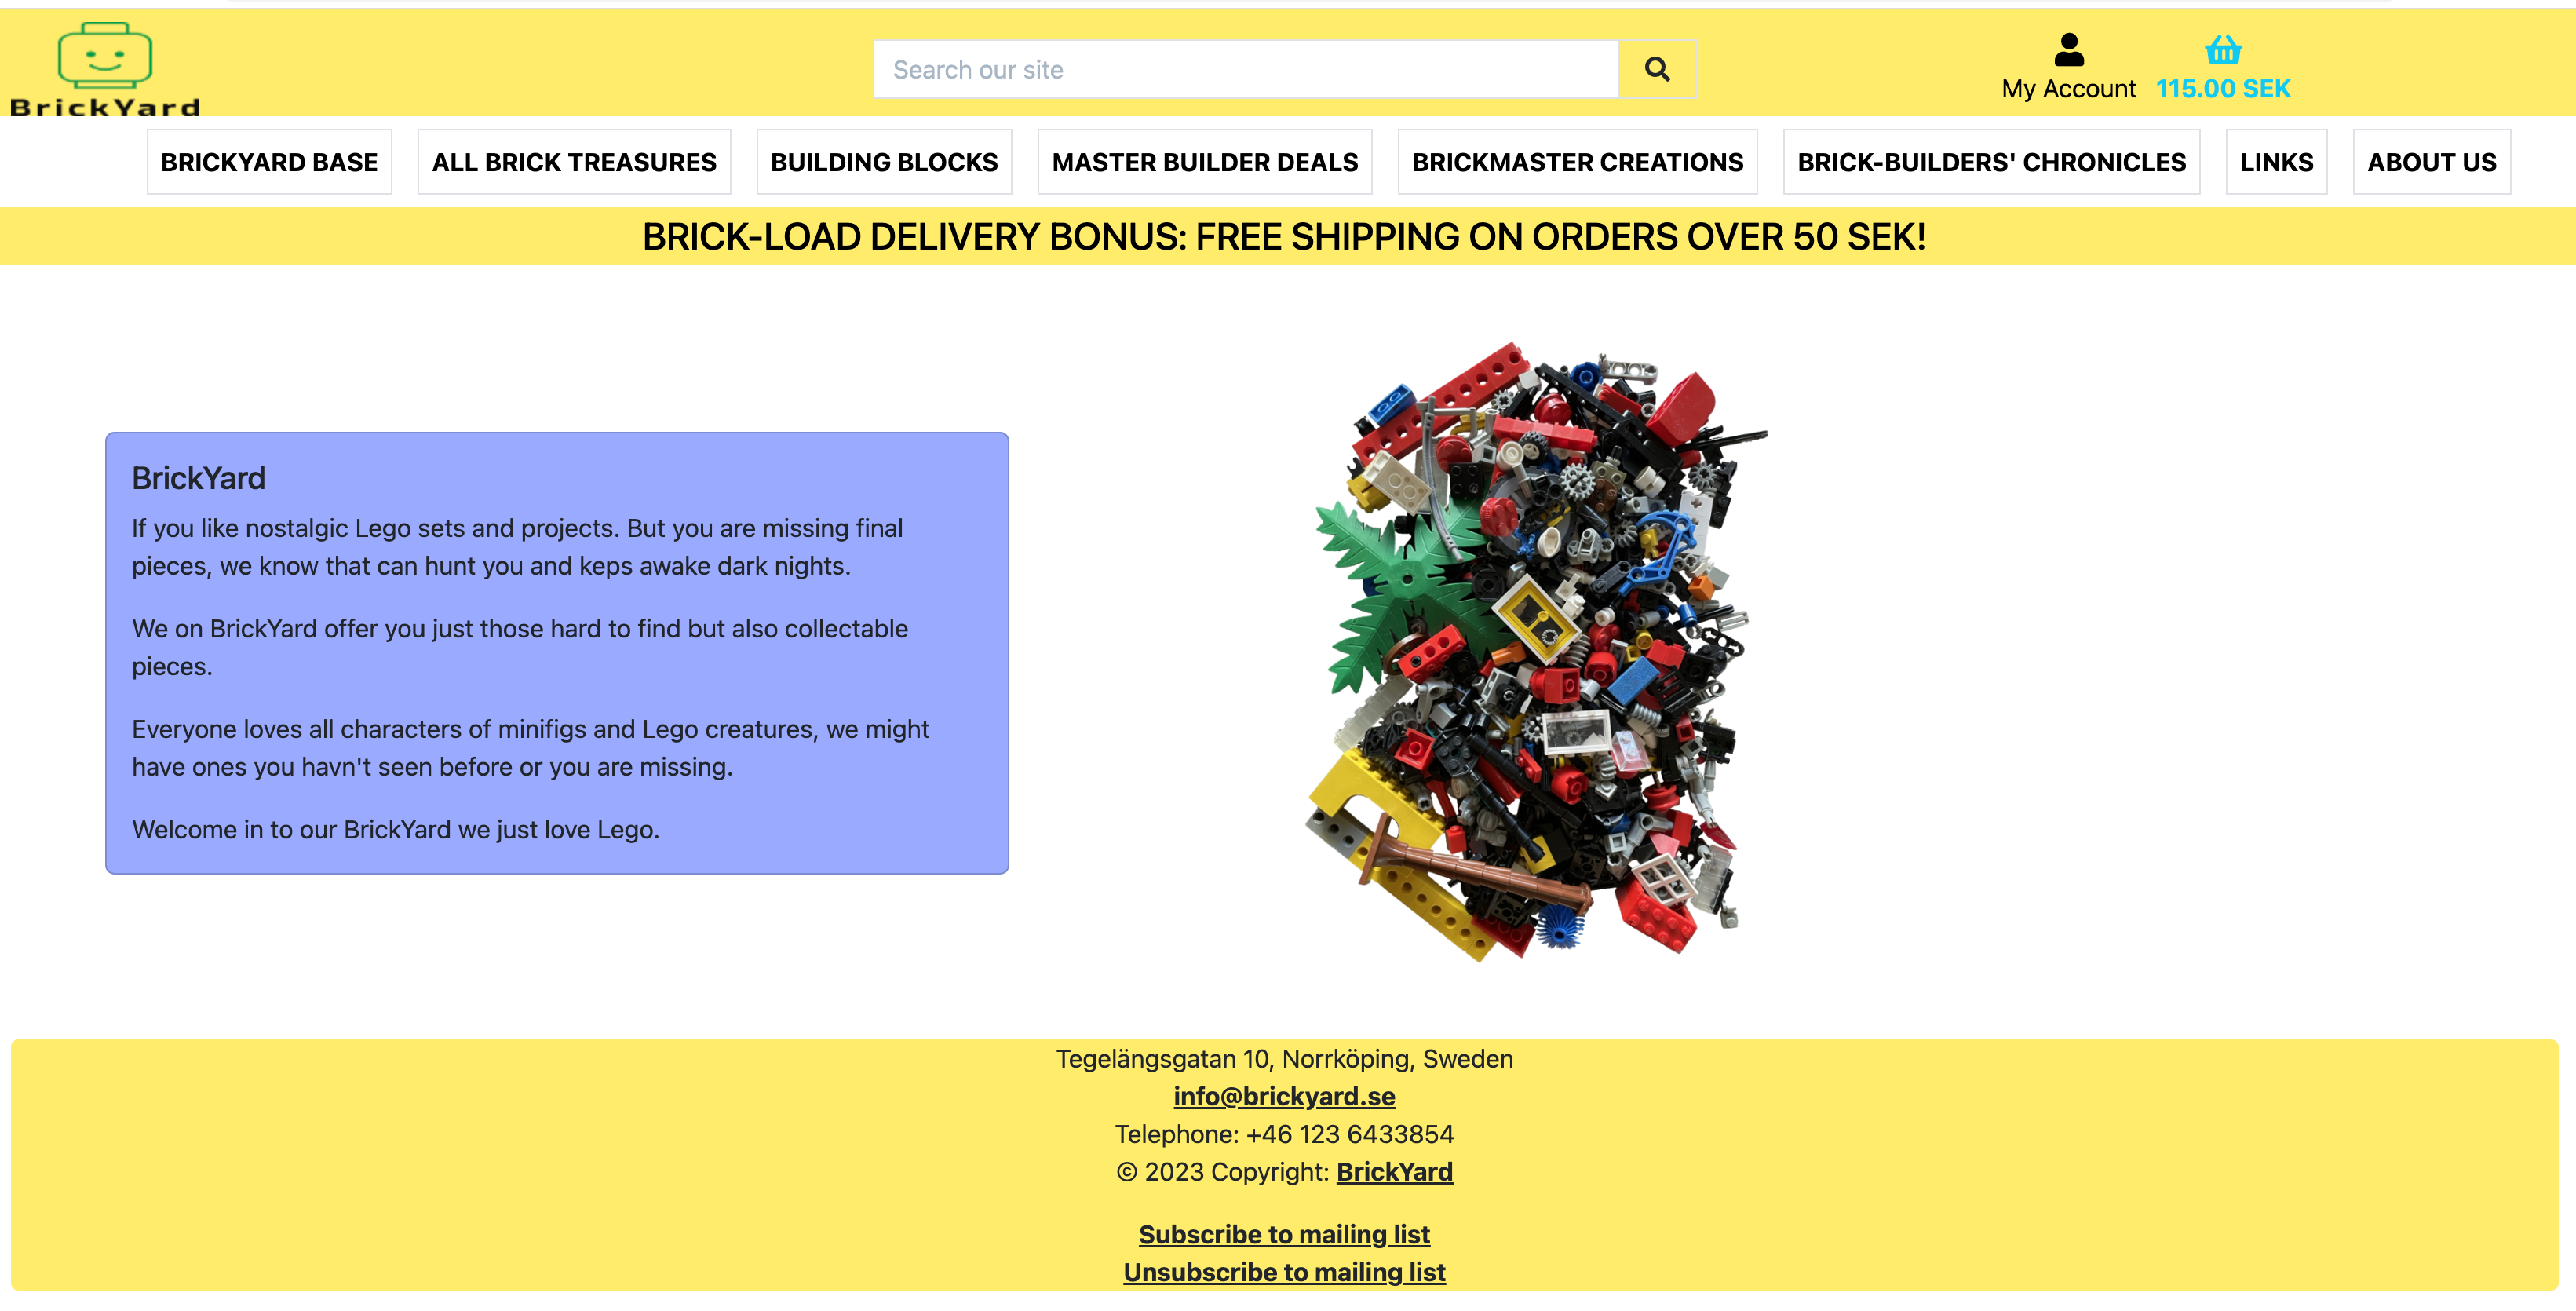 BrickYard
Search our site
My Account
115.00 SEK
BRICKYARD BASE
ALL BRICK TREASURES
BUILDING BLOCKS
MASTER BUILDER DEALS
BRICKMASTER CREATIONS
BRICK-BUILDERS' CHRONICLES
LINKS
ABOUT US
BRICK-LOAD DELIVERY BONUS: FREE SHIPPING ON ORDERS OVER 50 SEK!
BrickYard
If you like nostalgic Lego sets and projects. But you are missing final
pieces, we know that can hunt you and keps awake dark nights.
We on BrickYard offer you just those hard to find but also collectable
pieces.
Everyone loves all characters of minifigs and Lego creatures, we might
have ones you havn't seen before or you are missing.
Welcome in to our BrickYard we just love Lego.
Tegelängsgatan 10, Norrköping, Sweden
info@brickyard.se
Telephone: +46 123 6433854
© 2023 Copyright: BrickYard
Subscribe to mailing list
Unsubscribe to mailing list